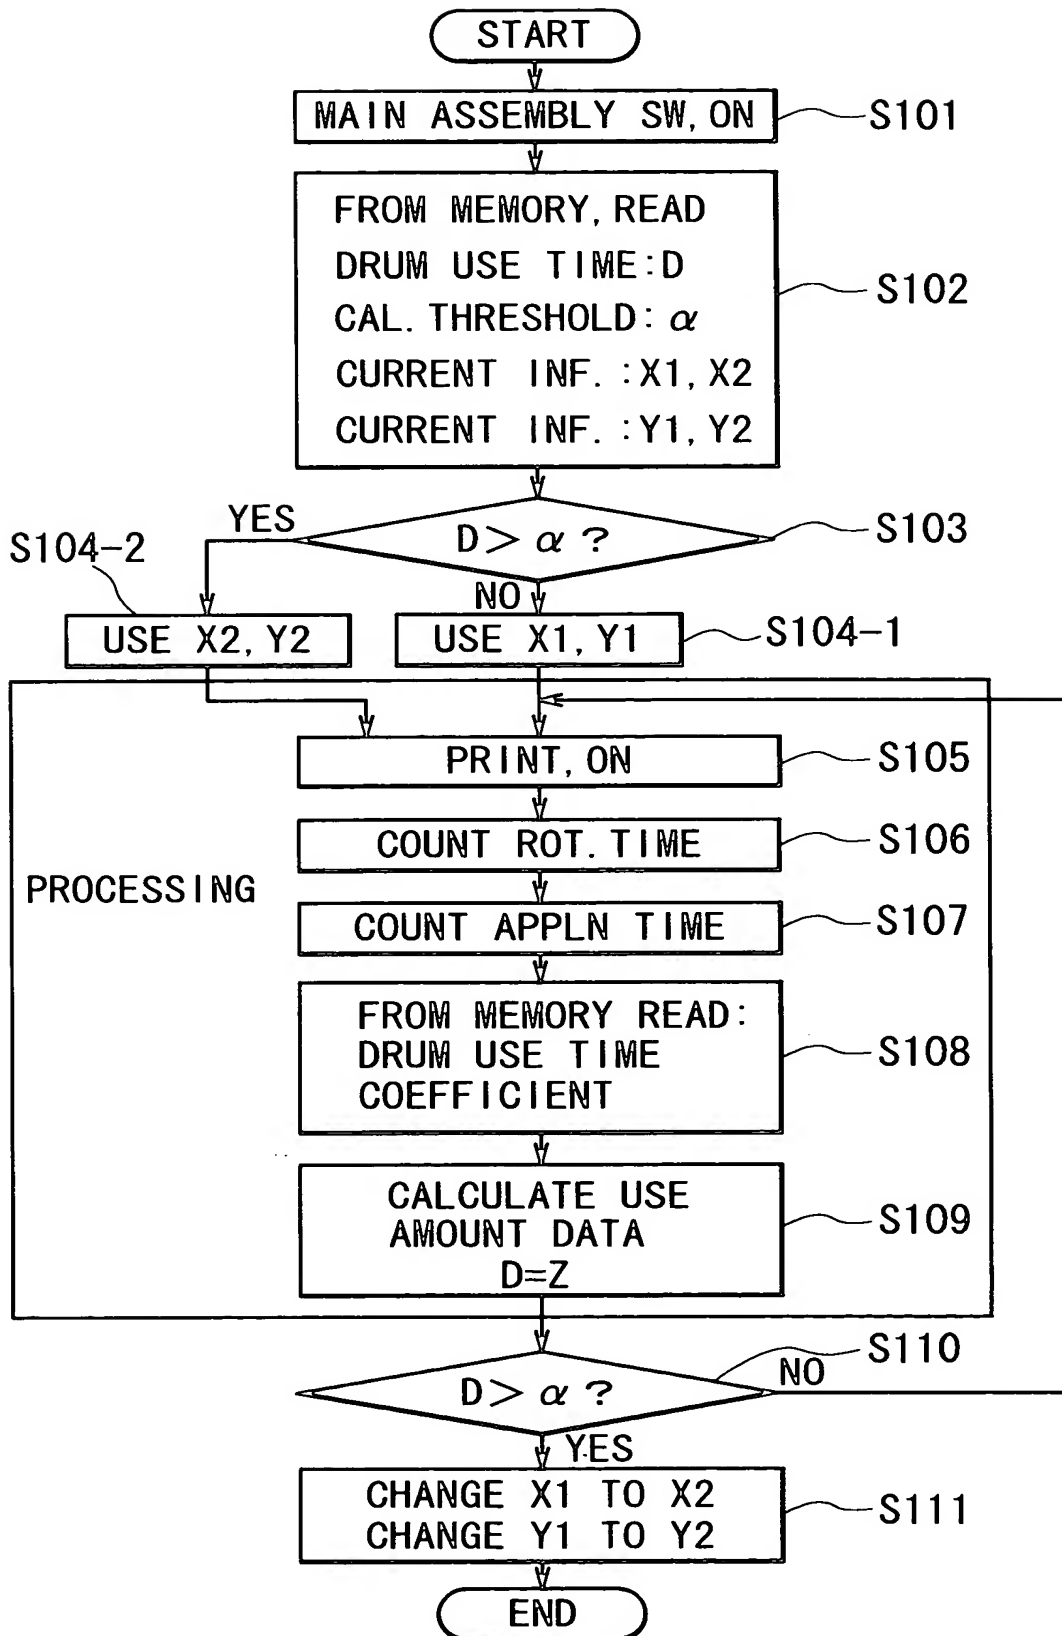 START
MAIN ASSEMBLY SW, ON
S101
FROM MEMORY, READ
DRUM USE TIME:D
CAL. THRESHOLD: α
CURRENT INF. :X1, X2
CURRENT INF. :Y1, Y2
S102
D> α ?
S103
YES
NO
S104-2
USE X2, Y2
USE X1, Y1
S104-1
PROCESSING
PRINT, ON
S105
COUNT ROT. TIME
S106
COUNT APPLN TIME
S107
FROM MEMORY READ:
DRUM USE TIME
COEFFICIENT
S108
CALCULATE USE
AMOUNT DATA
D=Z
S109
D> α ?
S110
NO
YES
CHANGE X1 TO X2
CHANGE Y1 TO Y2
S111
END